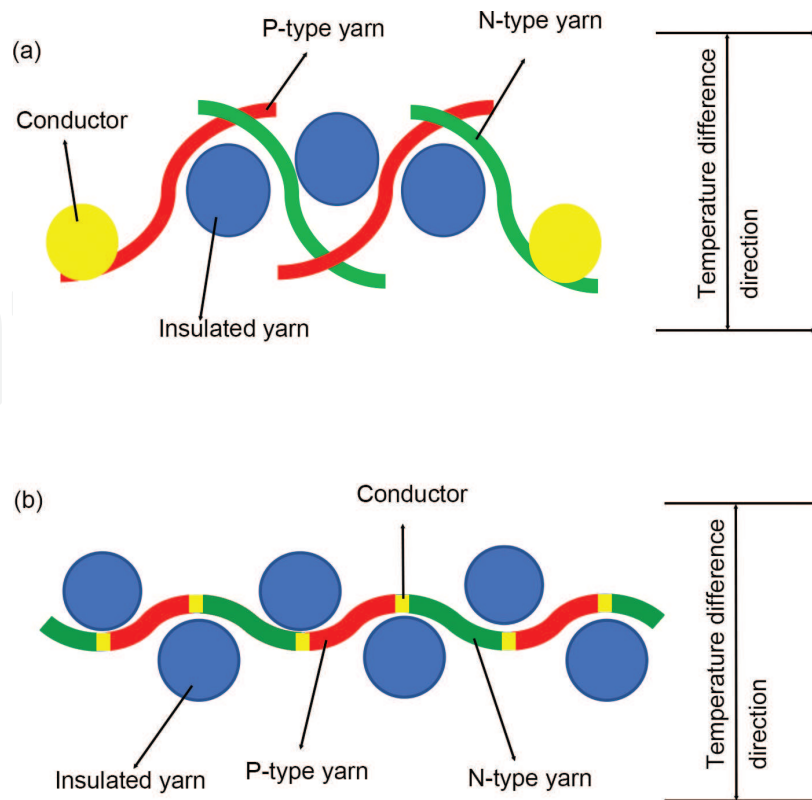 (a)
P-type yarn
N-type yarn
Conductor
Insulated yarn
Temperature difference
direction
(b)
Conductor
Insulated yarn
P-type yarn
N-type yarn
Temperature difference
direction